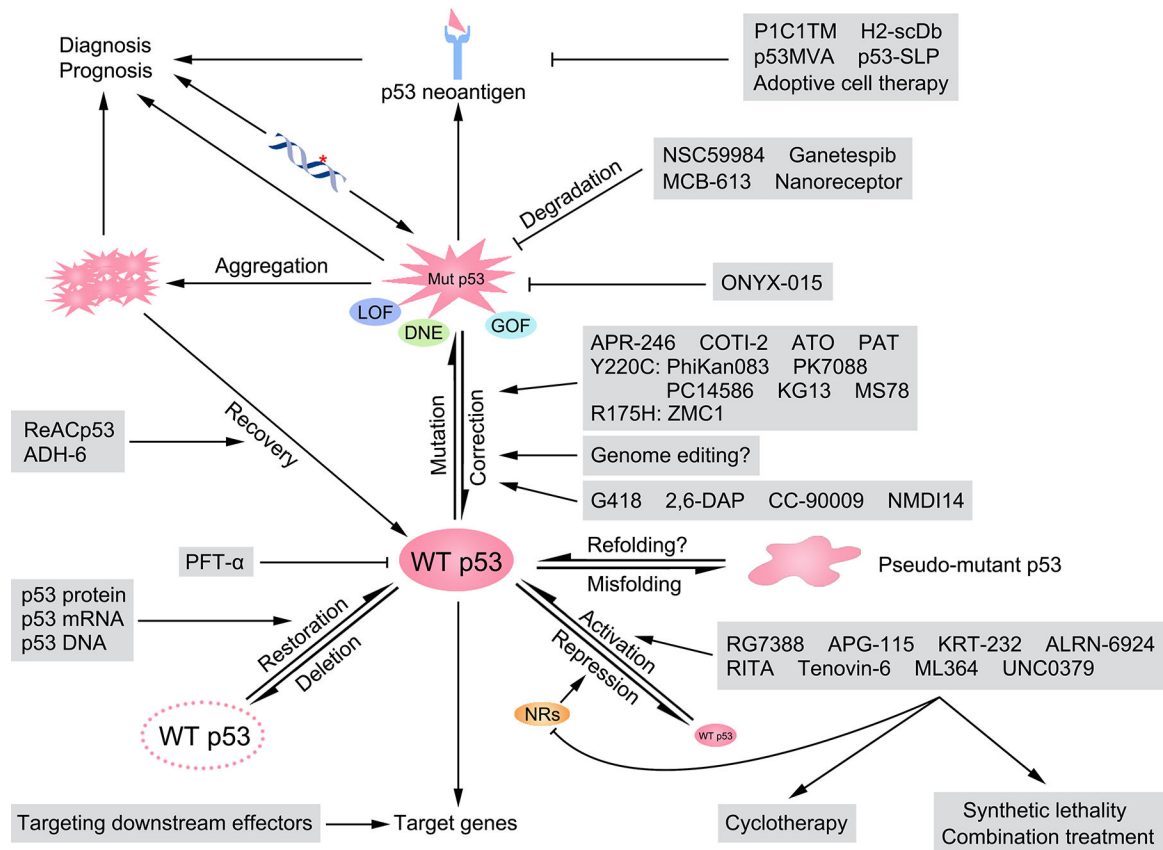 Diagnosis
Prognosis
p53 neoantigen
P1C1TM H2-scDb
p53MVA p53-SLP
Adoptive cell therapy
*
NSC59984 Ganetespib
MCB-613 Nanoreceptor
Degradation
Aggregation
Mut p53
LOF
DNE
GOF
ONYX-015
APR-246 COTI-2 ATO PAT
Y220C: PhiKan083 PK7088
PC14586 KG13 MS78
R175H: ZMC1
Mutation
Correction
Genome editing?
G418 2,6-DAP CC-90009 NMDI14
ReACp53
ADH-6
Recovery
PFT-α
WT p53
Refolding?
Misfolding
Pseudo-mutant p53
p53 protein
p53 mRNA
p53 DNA
Restoration
Deletion
Activation
Repression
RG7388 APG-115 KRT-232 ALRN-6924
RITA Tenovin-6 ML364 UNC0379
NRs
WT p53
WT p53
Targeting downstream effectors
Target genes
Cyclotherapy
Synthetic lethality
Combination treatment